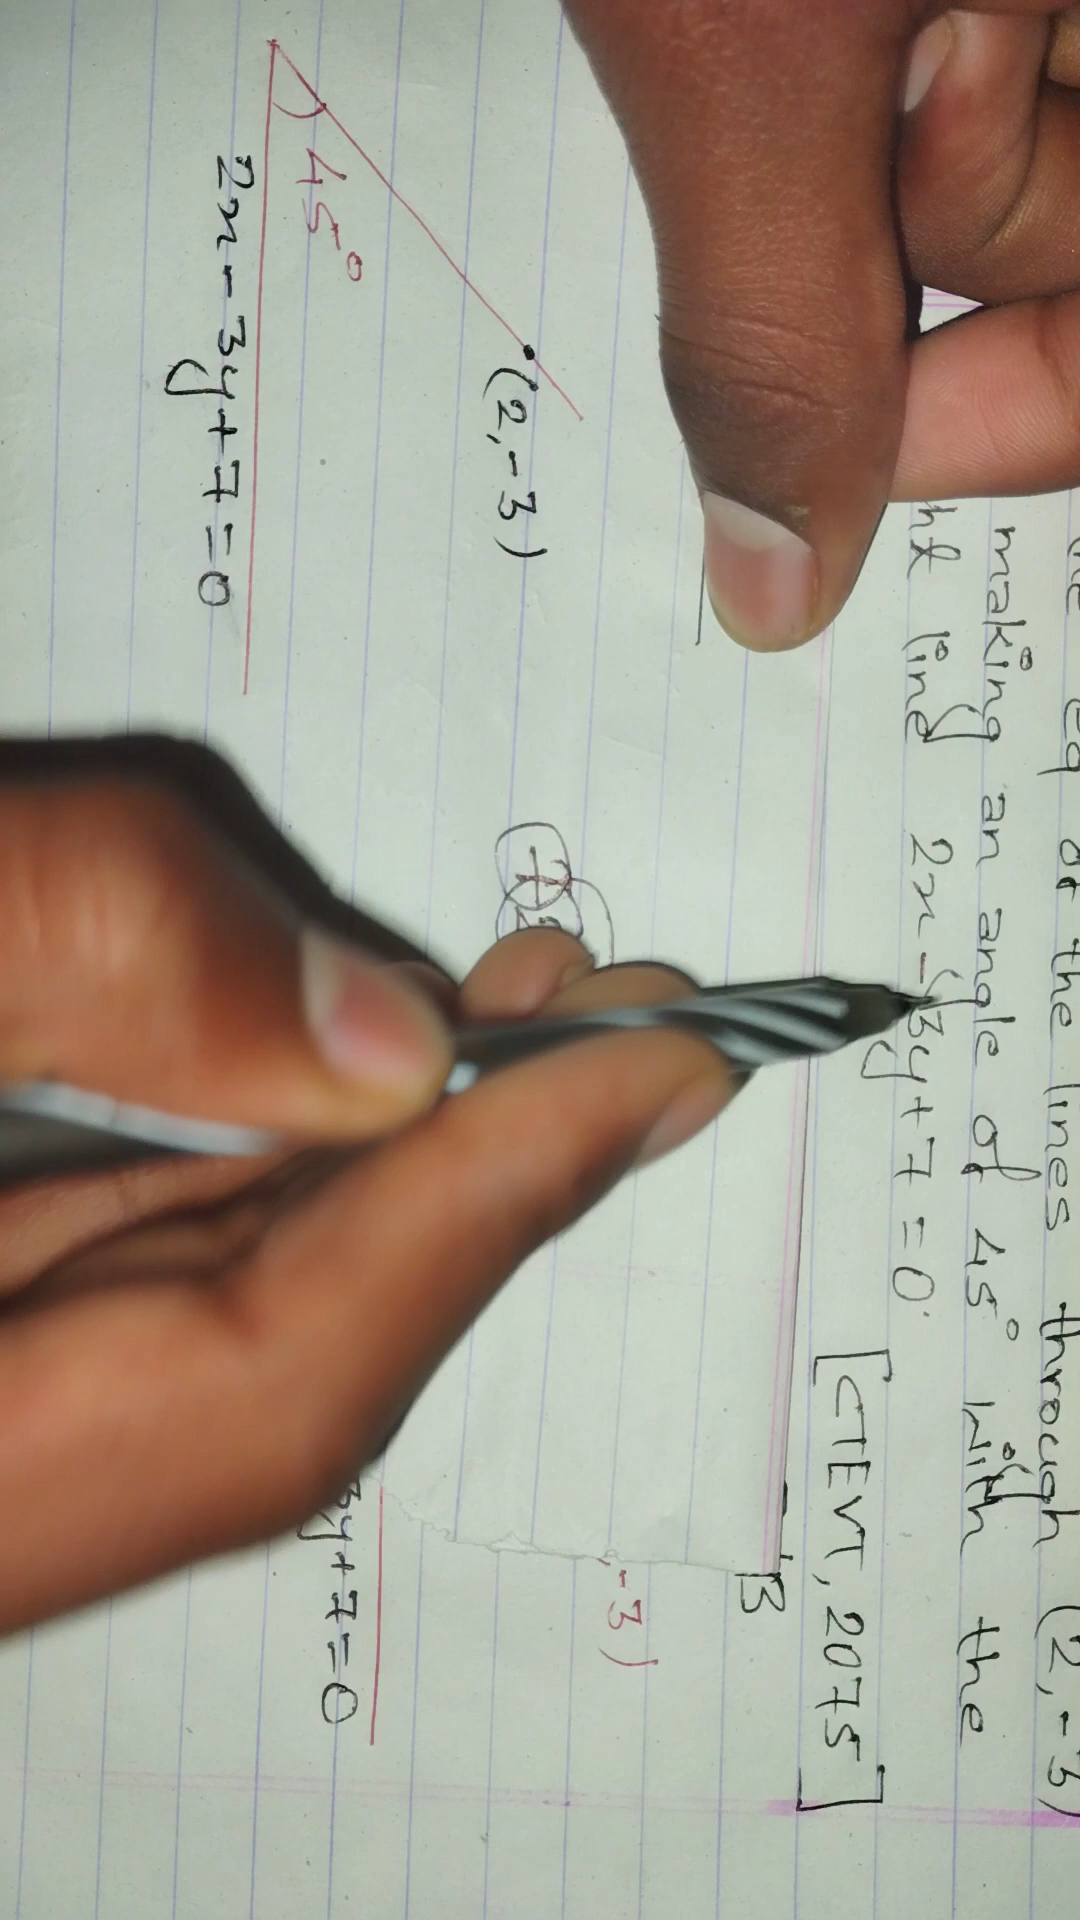 Eq of the lines through (2, -3)
making an angle of 45° with the
line 2x - 3y + 7 = 0.
[CTEVT, 2075]
B
(2, -3)
45°
2x - 3y + 7 = 0
-3)
3y + 7 = 0